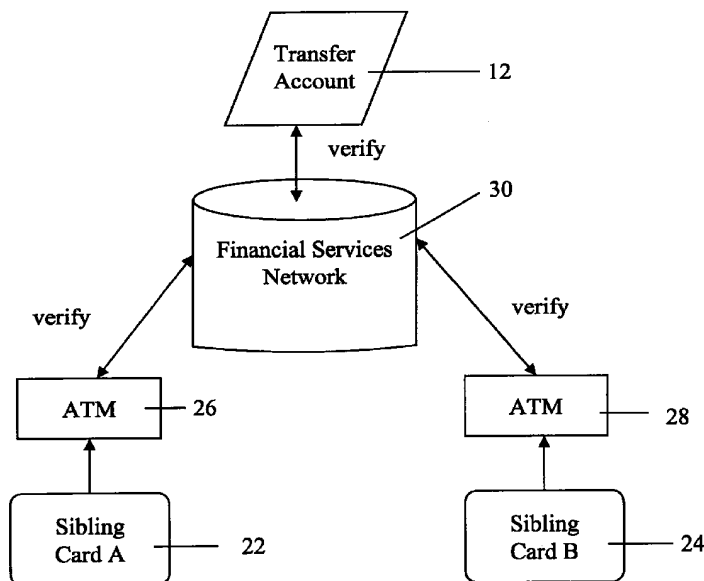 Transfer
Account
12
verify
30
Financial Services
Network
verify
verify
ATM
26
ATM
28
Sibling
Card A
22
Sibling
Card B
24